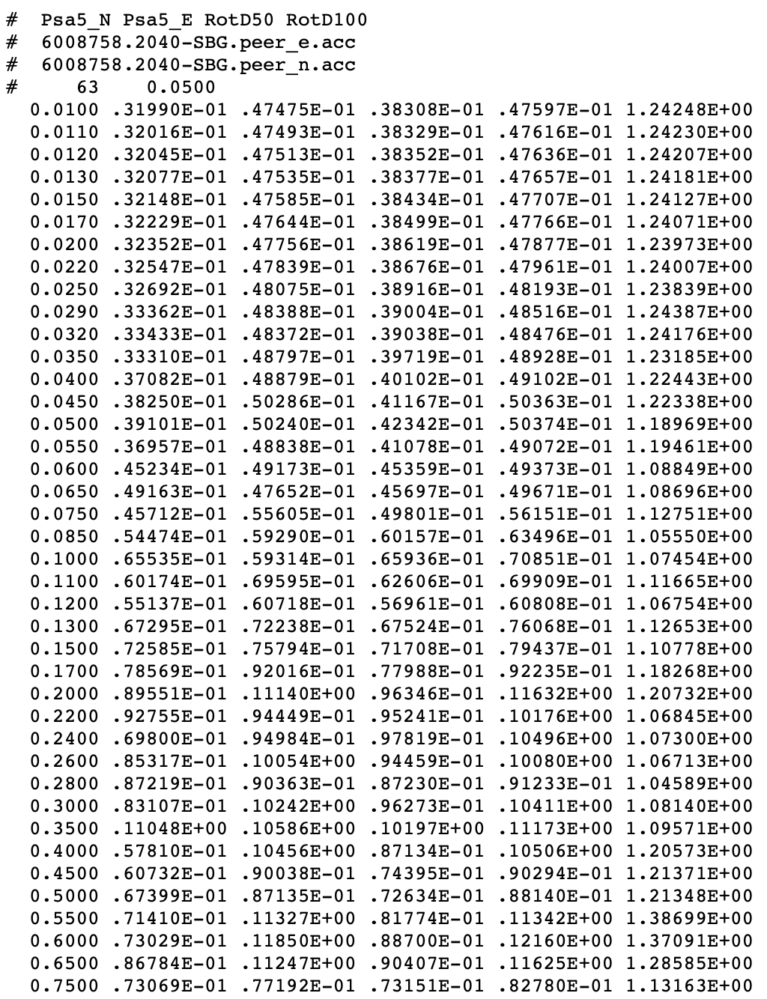 #  Psa5_N Psa5_E RotD50 RotD100
#  6008758.2040-SBG.peer_e.acc
#  6008758.2040-SBG.peer_n.acc
#     63    0.0500
  0.0100 .31990E-01 .47475E-01 .38308E-01 .47597E-01 1.24248E+00
  0.0110 .32016E-01 .47493E-01 .38329E-01 .47616E-01 1.24230E+00
  0.0120 .32045E-01 .47513E-01 .38352E-01 .47636E-01 1.24207E+00
  0.0130 .32077E-01 .47535E-01 .38377E-01 .47657E-01 1.24181E+00
  0.0150 .32148E-01 .47585E-01 .38434E-01 .47707E-01 1.24127E+00
  0.0170 .32229E-01 .47644E-01 .38499E-01 .47766E-01 1.24071E+00
  0.0200 .32352E-01 .47756E-01 .38619E-01 .47877E-01 1.23973E+00
  0.0220 .32547E-01 .47839E-01 .38676E-01 .47961E-01 1.24007E+00
  0.0250 .32692E-01 .48075E-01 .38916E-01 .48193E-01 1.23839E+00
  0.0290 .33362E-01 .48388E-01 .39004E-01 .48516E-01 1.24387E+00
  0.0320 .33433E-01 .48372E-01 .39038E-01 .48476E-01 1.24176E+00
  0.0350 .33310E-01 .48797E-01 .39719E-01 .48928E-01 1.23185E+00
  0.0400 .37082E-01 .48879E-01 .40102E-01 .49102E-01 1.22443E+00
  0.0450 .38250E-01 .50286E-01 .41167E-01 .50363E-01 1.22338E+00
  0.0500 .39101E-01 .50240E-01 .42342E-01 .50374E-01 1.18969E+00
  0.0550 .36957E-01 .48838E-01 .41078E-01 .49072E-01 1.19461E+00
  0.0600 .45234E-01 .49173E-01 .45359E-01 .49373E-01 1.08849E+00
  0.0650 .49163E-01 .47652E-01 .45697E-01 .49671E-01 1.08696E+00
  0.0750 .45712E-01 .55605E-01 .49801E-01 .56151E-01 1.12751E+00
  0.0850 .54474E-01 .59290E-01 .60157E-01 .63496E-01 1.05550E+00
  0.1000 .65535E-01 .59314E-01 .65936E-01 .70851E-01 1.07454E+00
  0.1100 .60174E-01 .69595E-01 .62606E-01 .69909E-01 1.11665E+00
  0.1200 .55137E-01 .60718E-01 .56961E-01 .60808E-01 1.06754E+00
  0.1300 .67295E-01 .72238E-01 .67524E-01 .76068E-01 1.12653E+00
  0.1500 .72585E-01 .75794E-01 .71708E-01 .79437E-01 1.10778E+00
  0.1700 .78569E-01 .92016E-01 .77988E-01 .92235E-01 1.18268E+00
  0.2000 .89551E-01 .11140E+00 .96346E-01 .11632E+00 1.20732E+00
  0.2200 .92755E-01 .94449E-01 .95241E-01 .10176E+00 1.06845E+00
  0.2400 .69800E-01 .94984E-01 .97819E-01 .10496E+00 1.07300E+00
  0.2600 .85317E-01 .10054E+00 .94459E-01 .10080E+00 1.06713E+00
  0.2800 .87219E-01 .90363E-01 .87230E-01 .91233E-01 1.04589E+00
  0.3000 .83107E-01 .10242E+00 .96273E-01 .10411E+00 1.08140E+00
  0.3500 .11048E+00 .10586E+00 .10197E+00 .11173E+00 1.09571E+00
  0.4000 .57810E-01 .10456E+00 .87134E-01 .10506E+00 1.20573E+00
  0.4500 .60732E-01 .90038E-01 .74395E-01 .90294E-01 1.21371E+00
  0.5000 .67399E-01 .87135E-01 .72634E-01 .88140E-01 1.21348E+00
  0.5500 .71410E-01 .11327E+00 .81774E-01 .11342E+00 1.38699E+00
  0.6000 .73029E-01 .11850E+00 .88700E-01 .12160E+00 1.37091E+00
  0.6500 .86784E-01 .11247E+00 .90407E-01 .11625E+00 1.28585E+00
  0.7500 .73069E-01 .77192E-01 .73151E-01 .82780E-01 1.13163E+00